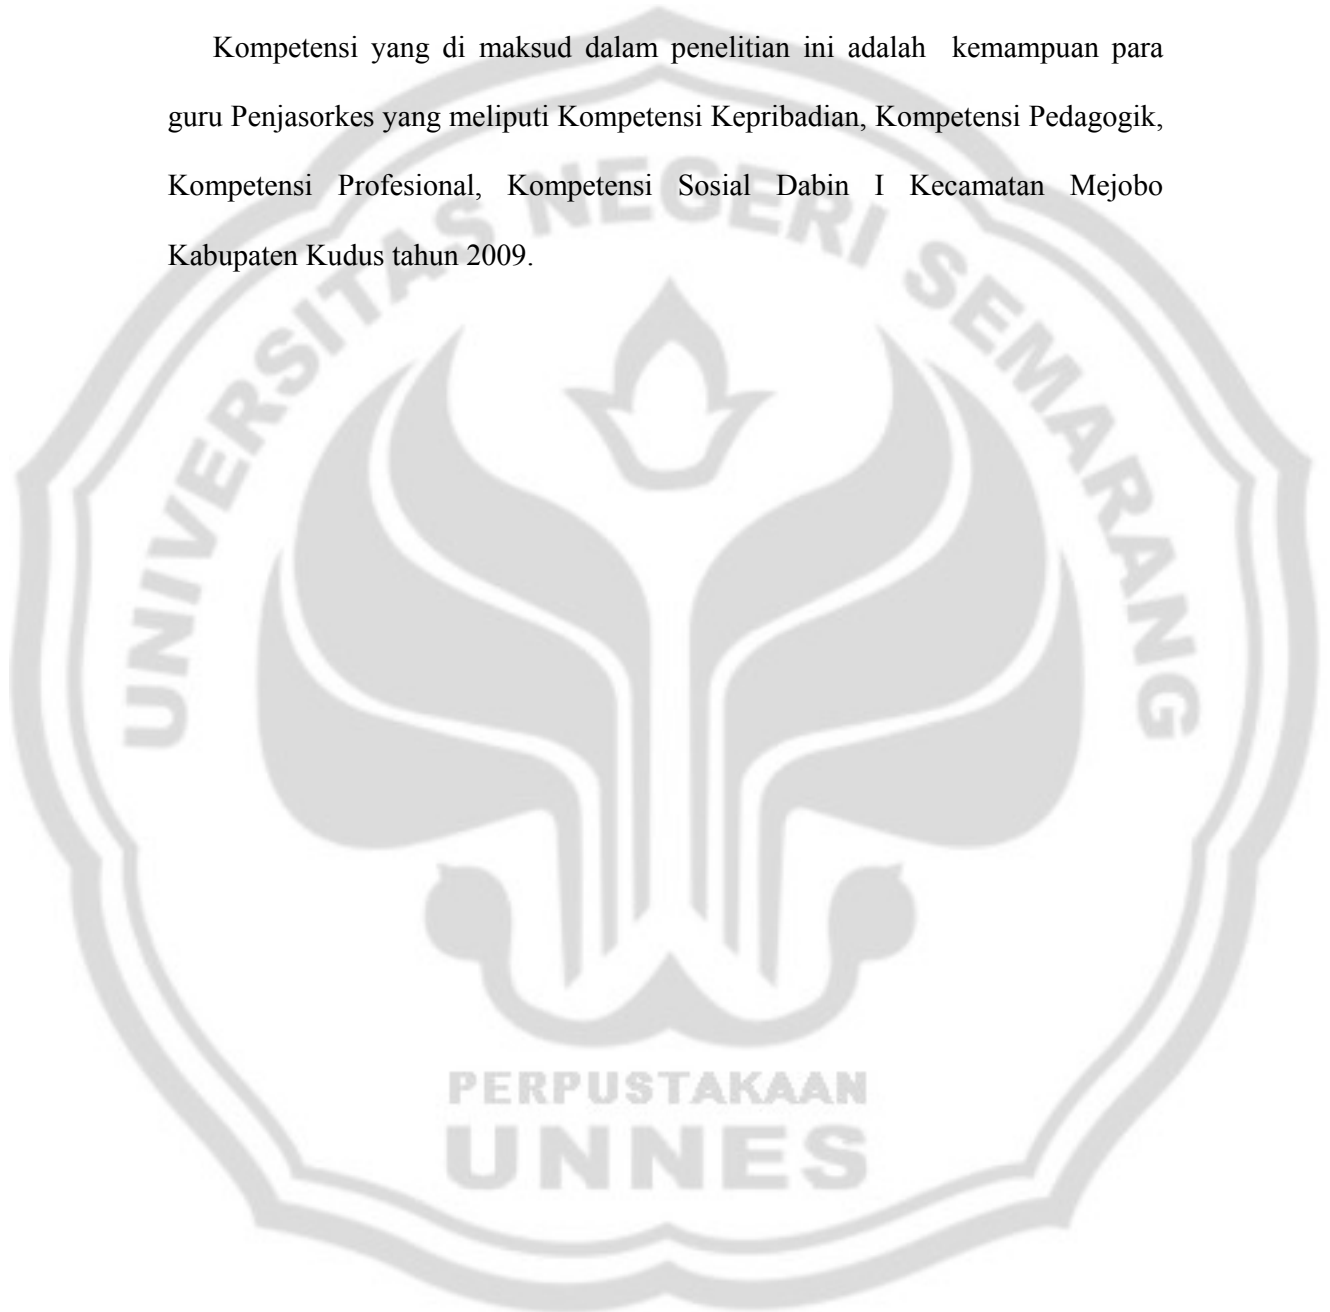 Kompetensi yang di maksud dalam penelitian ini adalah kemampuan para
guru Penjasorkes yang meliputi Kompetensi Kepribadian, Kompetensi Pedagogik,
Kompetensi Profesional, Kompetensi Sosial Dabin I Kecamatan Mejobo
Kabupaten Kudus tahun 2009.
UNIVERSITAS NEGERI SEMARANG
PERPUSTAKAAN
UNNES